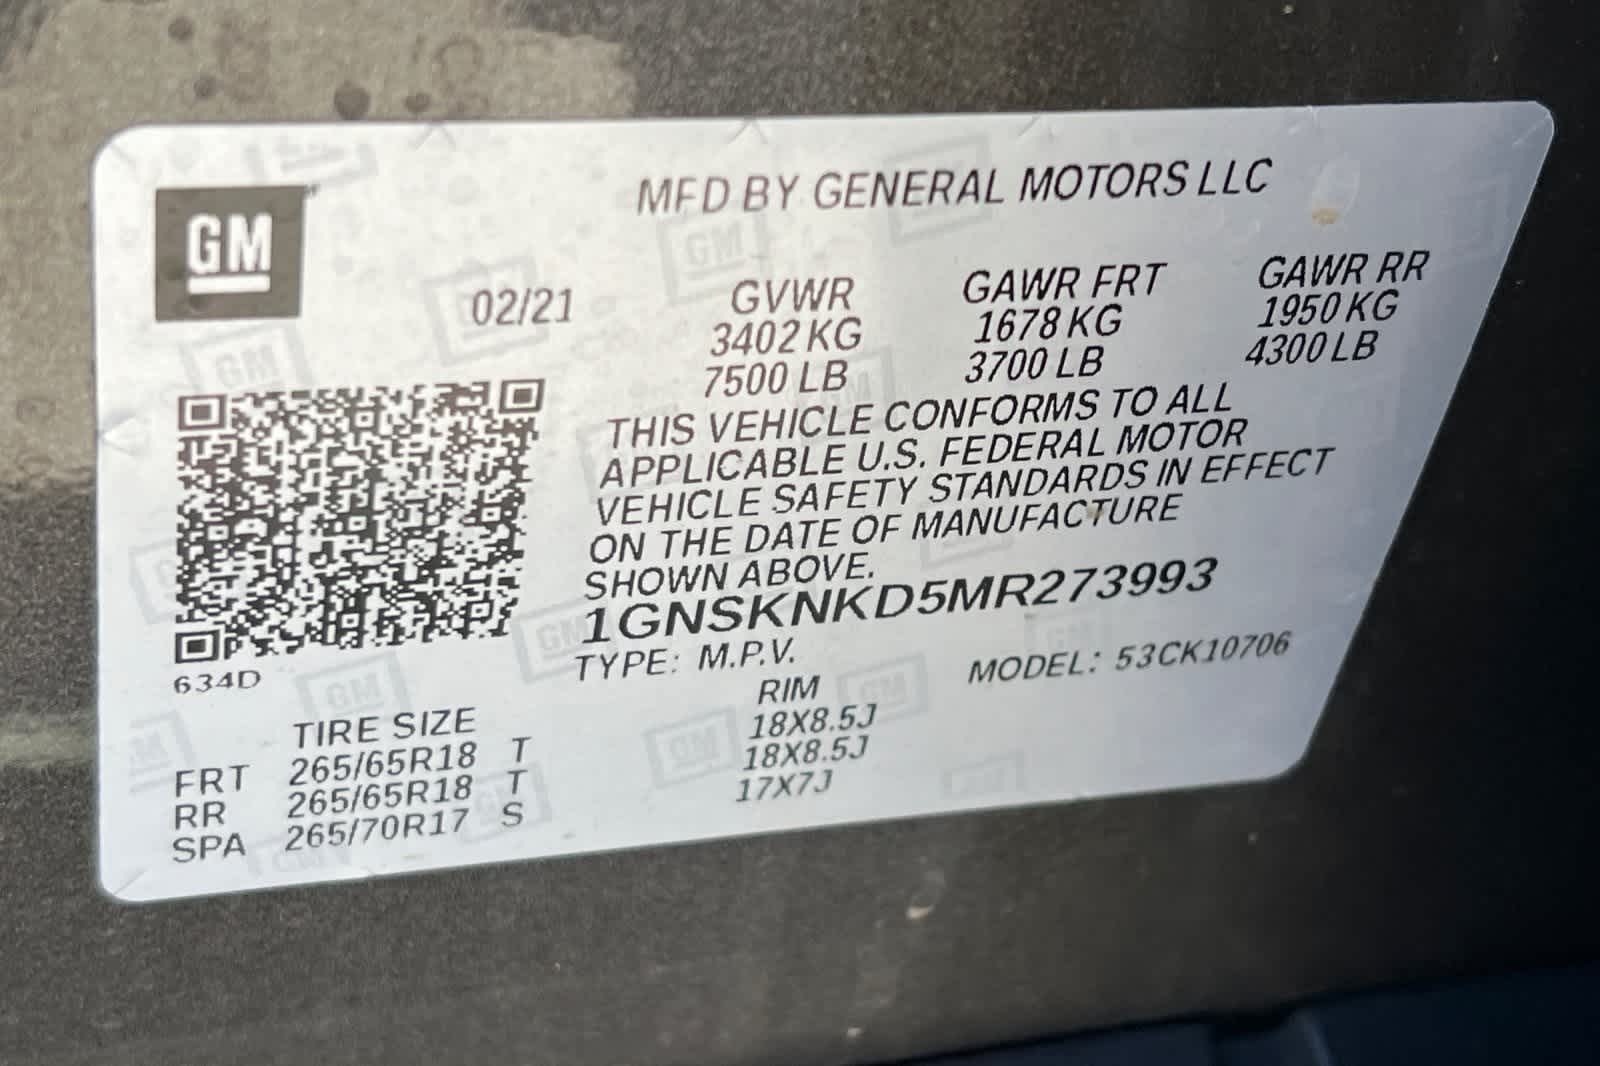 GM
MFD BY GENERAL MOTORS LLC
02/21 GVWR GAWR FRT GAWR RR
3402 KG 1678 KG 1950 KG
7500 LB 3700 LB 4300 LB
THIS VEHICLE CONFORMS TO ALL
APPLICABLE U.S. FEDERAL MOTOR
VEHICLE SAFETY STANDARDS IN EFFECT
ON THE DATE OF MANUFACTURE
SHOWN ABOVE.
1GNSKNKD5MR273993
TYPE: M.P.V. MODEL: 53CK10706
634D
TIRE SIZE RIM
FRT 265/65R18 T 18X8.5J
RR 265/65R18 T 18X8.5J
SPA 265/70R17 S 17X7J